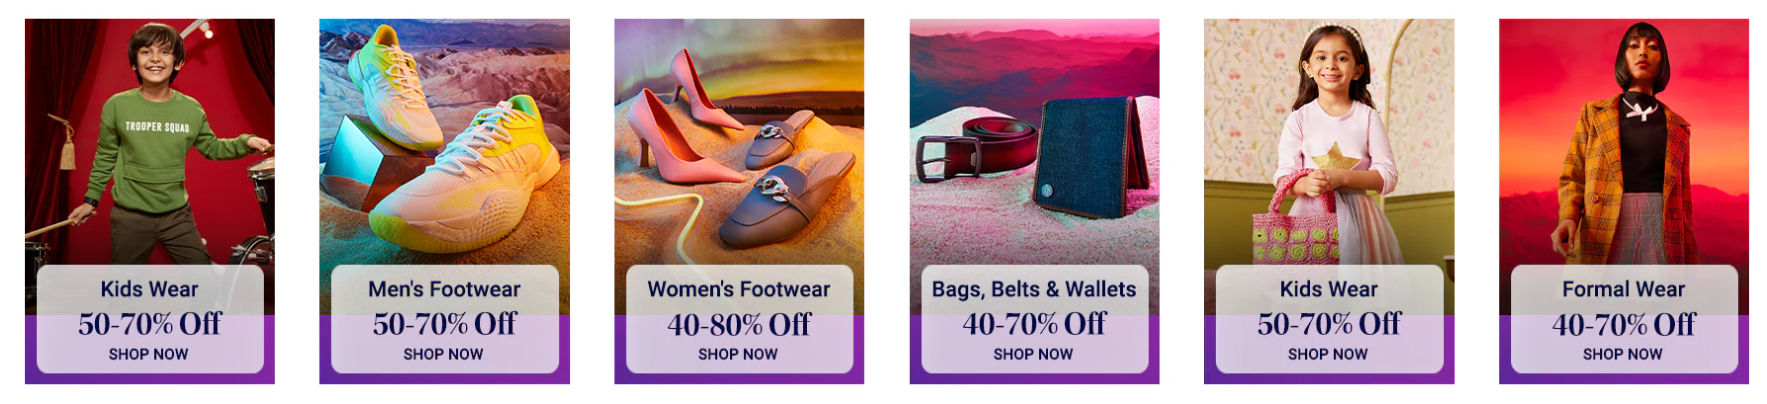 TROOPER SQUAD
Kids Wear
50-70% Off
SHOP NOW
Men's Footwear
50-70% Off
SHOP NOW
Women's Footwear
40-80% Off
SHOP NOW
Bags, Belts & Wallets
40-70% Off
SHOP NOW
Kids Wear
50-70% Off
SHOP NOW
Formal Wear
40-70% Off
SHOP NOW